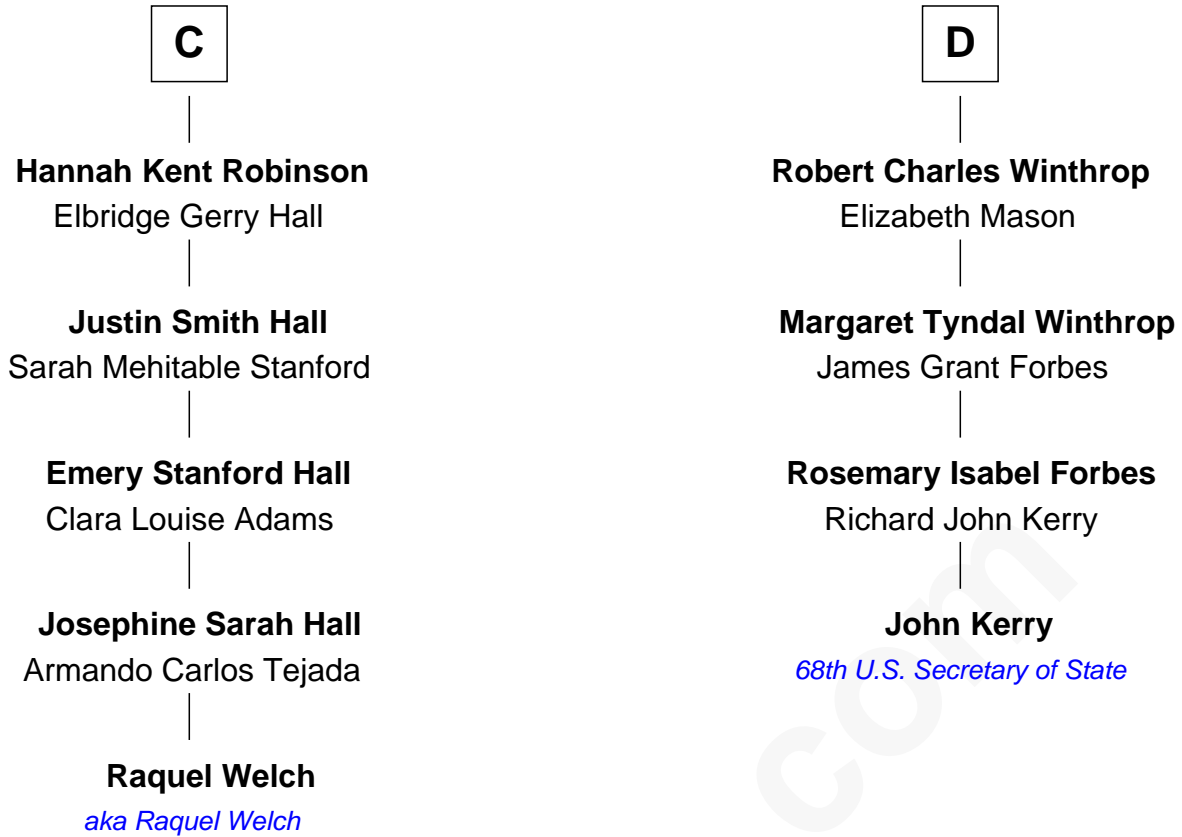 C
Hannah Kent Robinson
Elbridge Gerry Hall
Justin Smith Hall
Sarah Mehitable Stanford
Emery Stanford Hall
Clara Louise Adams
Josephine Sarah Hall
Armando Carlos Tejada
Raquel Welch
aka Raquel Welch
D
Robert Charles Winthrop
Elizabeth Mason
Margaret Tyndal Winthrop
James Grant Forbes
Rosemary Isabel Forbes
Richard John Kerry
John Kerry
68th U.S. Secretary of State
com